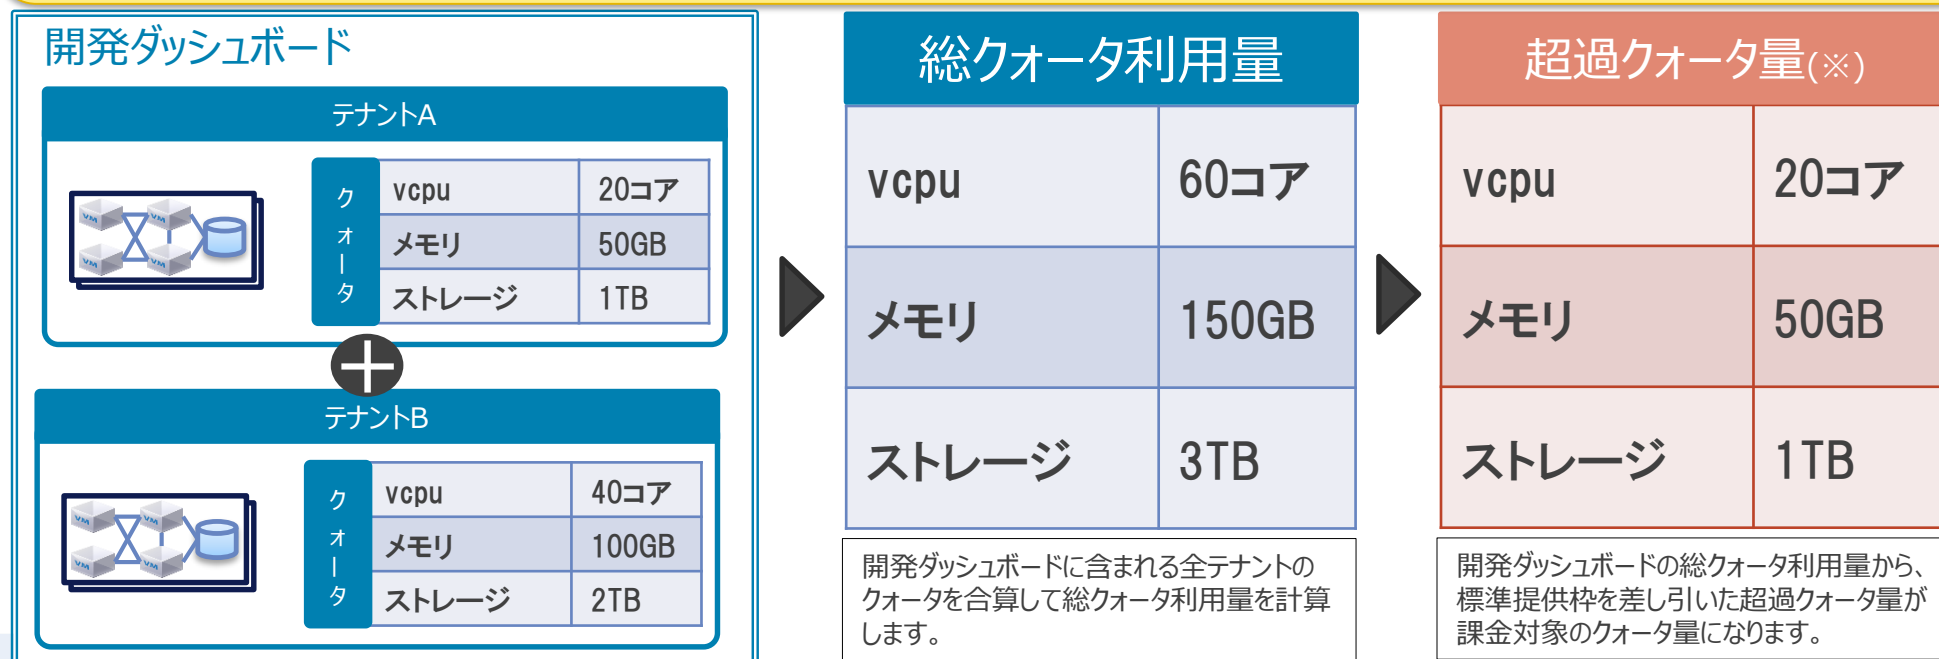 開発ダッシュボード
テナントA
クォータ
vcpu 20コア
メモリ 50GB
ストレージ 1TB
VM VM
VM VM
+
テナントB
クォータ
vcpu 40コア
メモリ 100GB
ストレージ 2TB
VM VM
VM VM
総クォータ利用量
vcpu 60コア
メモリ 150GB
ストレージ 3TB
開発ダッシュボードに含まれる全テナントの
クォータを合算して総クォータ利用量を計算
します。
超過クォータ量(※)
vcpu 20コア
メモリ 50GB
ストレージ 1TB
開発ダッシュボードの総クォータ利用量から、
標準提供枠を差し引いた超過クォータ量が
課金対象のクォータ量になります。